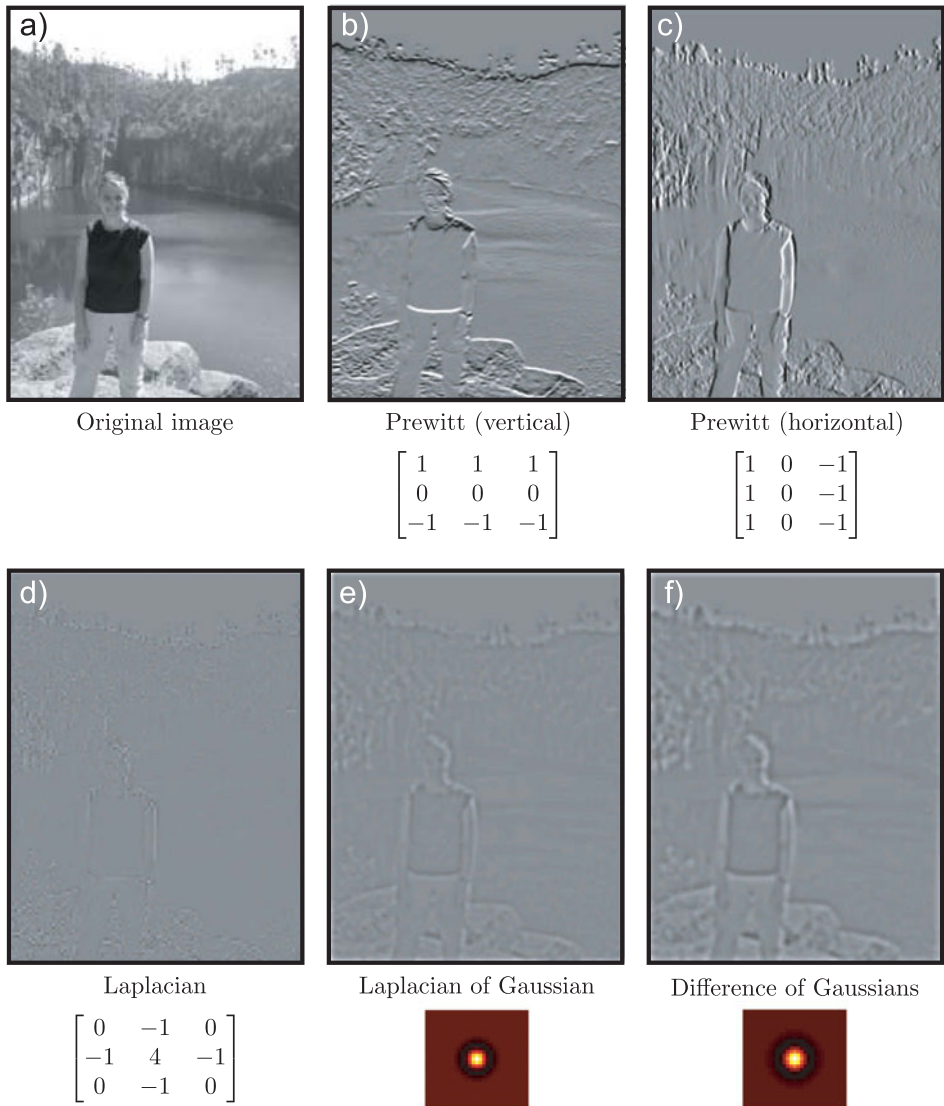 a) b) c)
Original image Prewitt (vertical) Prewitt (horizontal)
1 1 1 1 0 −1
0 0 0 1 0 −1
−1 −1 −1 1 0 −1
d) e) f)
Laplacian Laplacian of Gaussian Difference of Gaussians
0 −1 0
−1 4 −1
0 −1 0